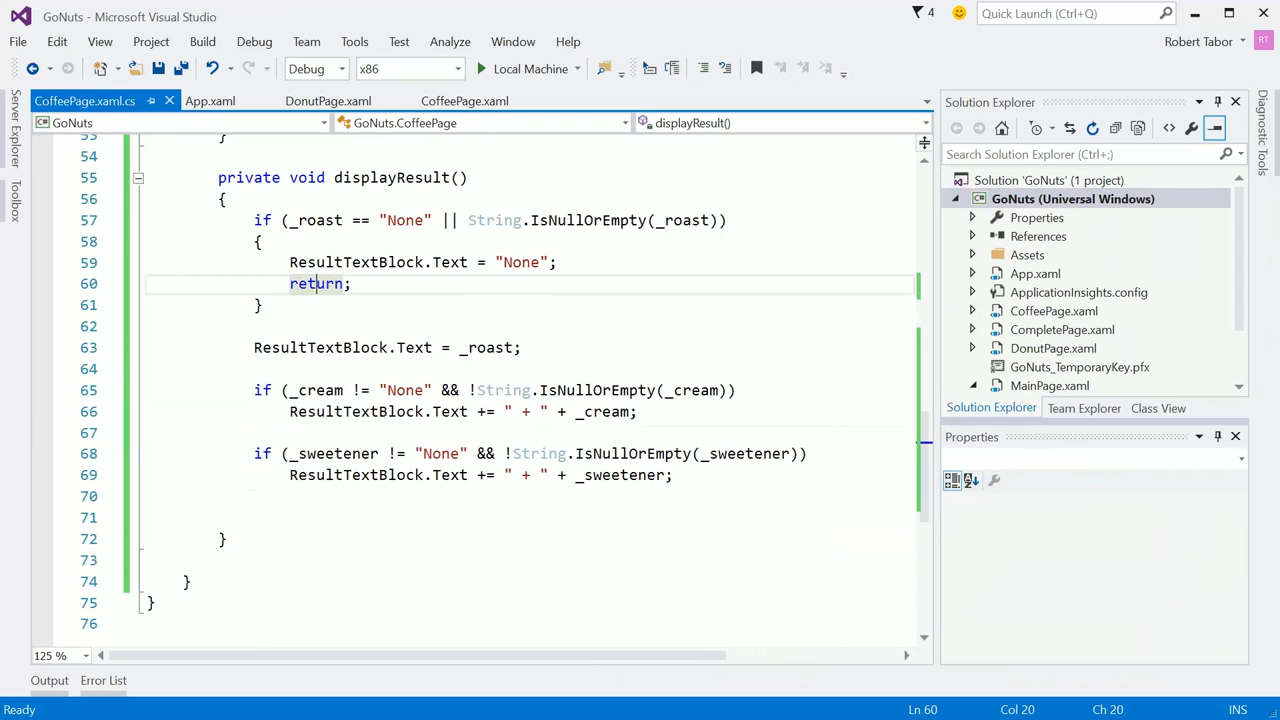 GoNuts - Microsoft Visual Studio
4
Quick Launch (Ctrl+Q)
File Edit View Project Build Debug Team Tools Test Analyze Window Help
Robert Tabor
RT
Debug
x86
Local Machine
CoffeePage.xaml.cs
App.xaml
DonutPage.xaml
CoffeePage.xaml
GoNuts
GoNuts.CoffeePage
displayResult()
Server Explorer
Toolbox
53 }
54
55 private void displayResult()
56 {
57 if (_roast == "None" || String.IsNullOrEmpty(_roast))
58 {
59 ResultTextBlock.Text = "None";
60 return;
61 }
62
63 ResultTextBlock.Text = _roast;
64
65 if (_cream != "None" && !String.IsNullOrEmpty(_cream))
66 ResultTextBlock.Text += " + " + _cream;
67
68 if (_sweetener != "None" && !String.IsNullOrEmpty(_sweetener))
69 ResultTextBlock.Text += " + " + _sweetener;
70
71
72 }
73
74 }
75 }
76
125 %
Solution Explorer
Search Solution Explorer (Ctrl+;)
Solution 'GoNuts' (1 project)
GoNuts (Universal Windows)
Properties
References
Assets
App.xaml
ApplicationInsights.config
CoffeePage.xaml
CompletePage.xaml
DonutPage.xaml
GoNuts_TemporaryKey.pfx
MainPage.xaml
Solution Explorer Team Explorer Class View
Properties
Diagnostic Tools
Output Error List
Ready
Ln 60 Col 20 Ch 20 INS